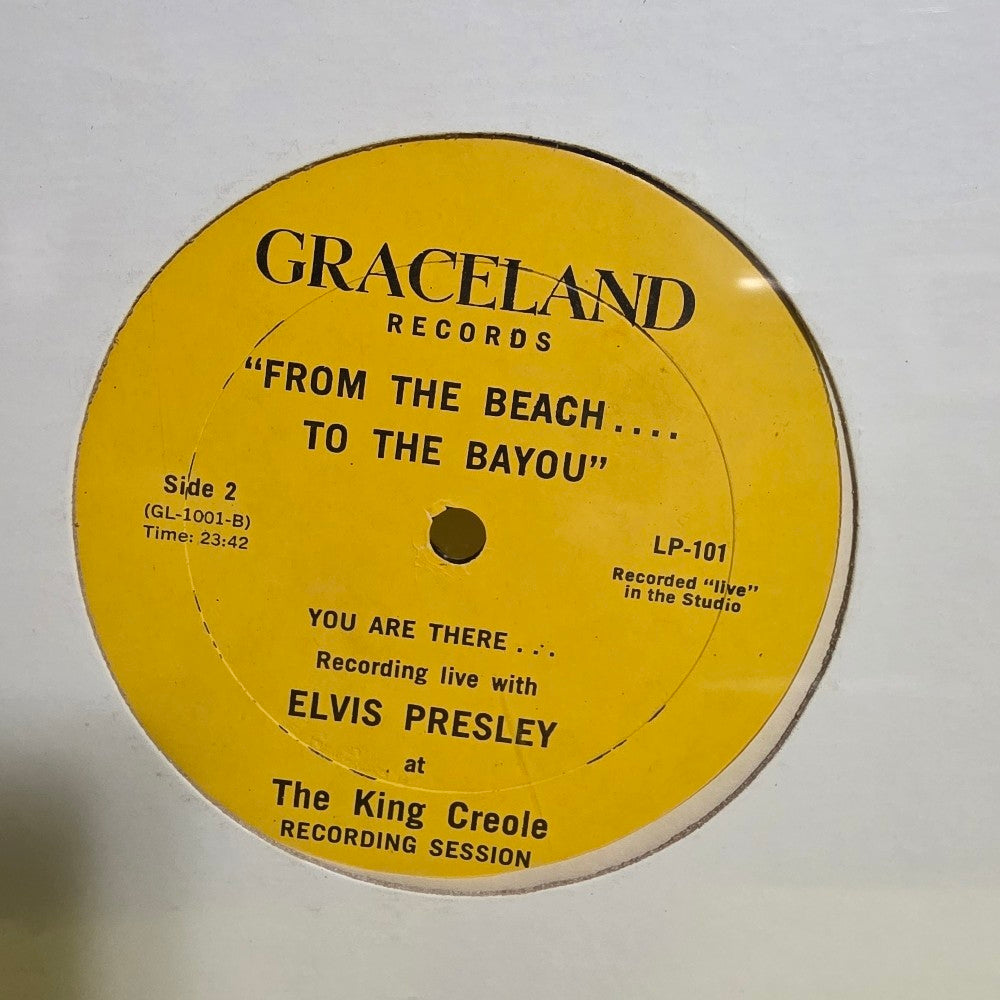 GRACELAND
RECORDS
"FROM THE BEACH....
TO THE BAYOU"
Side 2
(GL-1001-B)
Time: 23:42
LP-101
Recorded "live"
in the Studio
YOU ARE THERE...
Recording live with
ELVIS PRESLEY
at
The King Creole
RECORDING SESSION